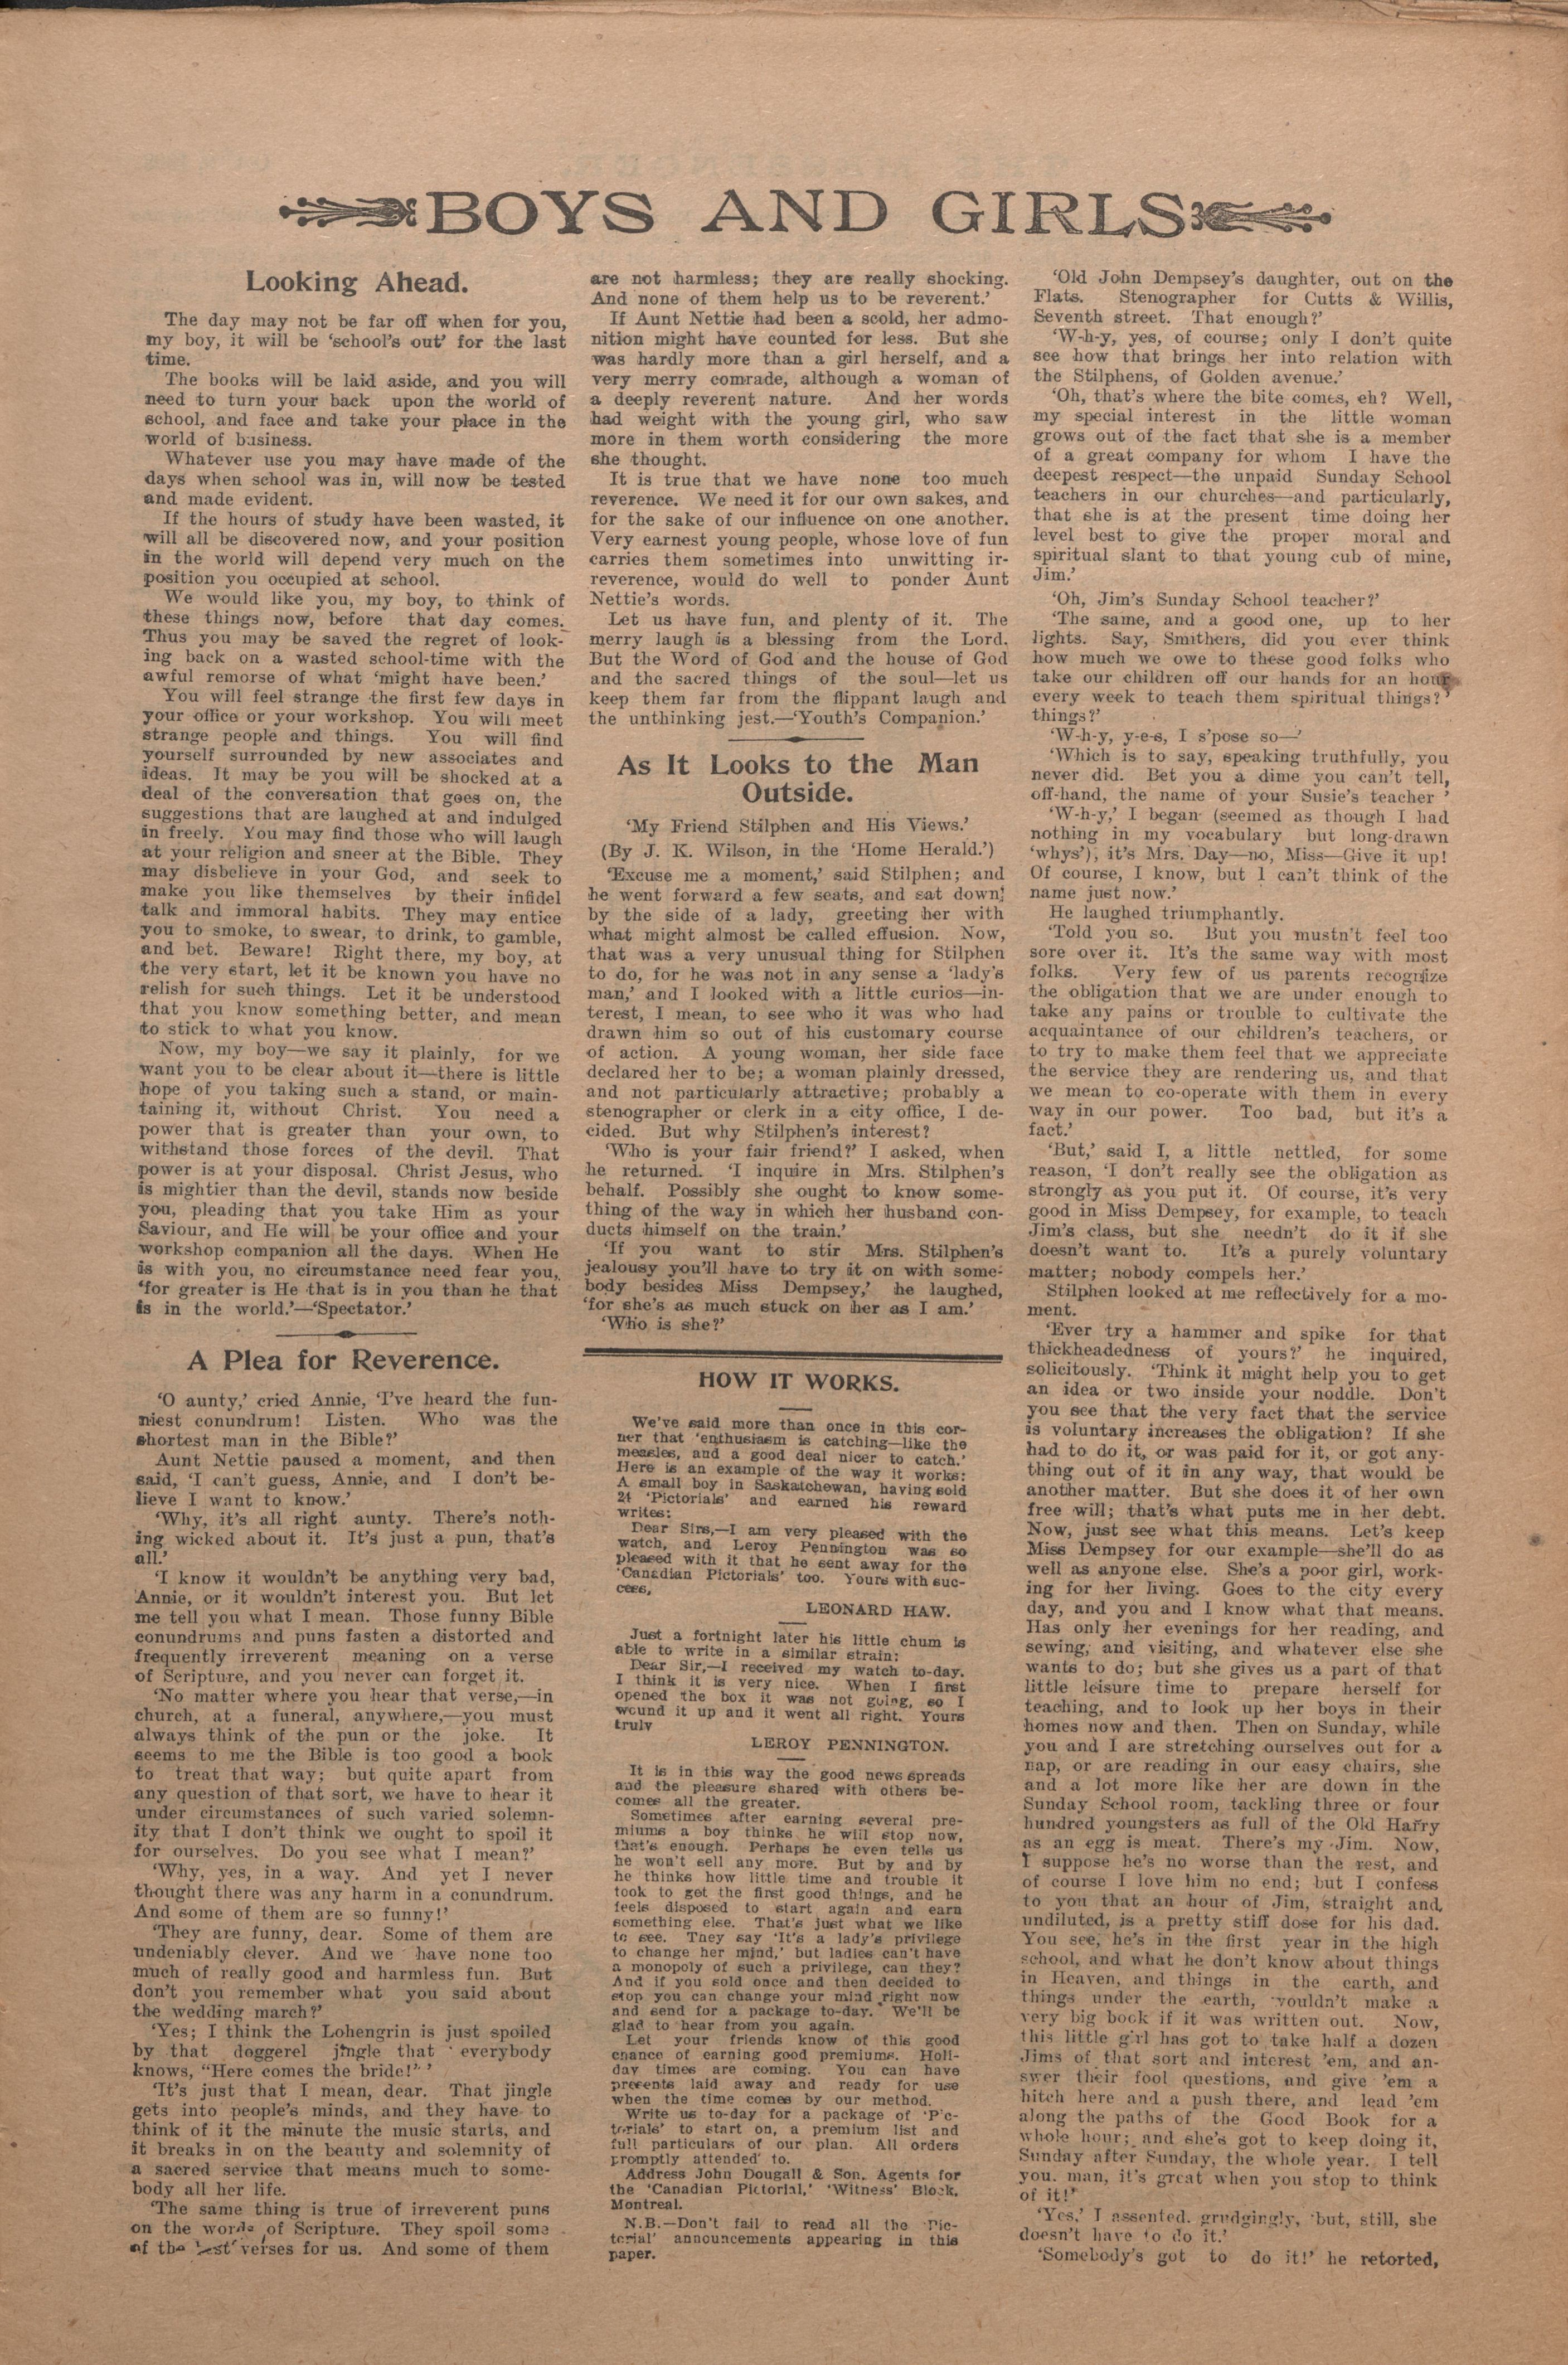 BOYS AND GIRLS
Looking Ahead.
The day may not be far off when for you,
my boy, it will be 'school's out' for the last
time.
The books will be laid aside, and you will
need to turn your back upon the world of
school, and face and take your place in the
world of business.
Whatever use you may have made of the
days when school was in, will now be tested
and made evident.
If the hours of study have been wasted, it
will all be discovered now, and your position
in the world will depend very much on the
position you occupied at school.
We would like you, my boy, to think of
these things now, before that day comes.
Thus you may be saved the regret of look-
ing back on a wasted school-time with the
awful remorse of what 'might have been.'
You will feel strange the first few days in
your office or your workshop. You will meet
strange people and things. You will find
yourself surrounded by new associates and
ideas. It may be you will be shocked at a
deal of the conversation that goes on, the
suggestions that are laughed at and indulged
in freely. You may find those who will laugh
at your religion and sneer at the Bible. They
may disbelieve in your God, and seek to
make you like themselves by their infidel
talk and immoral habits. They may entice
you to smoke, to swear, to drink, to gamble,
and bet. Beware! Right there, my boy, at
the very start, let it be known you have no
relish for such things. Let it be understood
that you know something better, and mean
to stick to what you know.
Now, my boy—we say it plainly, for we
want you to be clear about it—there is little
hope of you taking such a stand, or main-
taining it, without Christ. You need a
power that is greater than your own, to
withstand those forces of the devil. That
power is at your disposal. Christ Jesus, who
is mightier than the devil, stands now beside
you, pleading that you take Him as your
Saviour, and He will be your office and your
workshop companion all the days. When He
is with you, no circumstance need fear you,
'for greater is He that is in you than he that
is in the world.'—'Spectator.'
A Plea for Reverence.
'O aunty,' cried Annie, 'I've heard the fun-
niest conundrum! Listen. Who was the
shortest man in the Bible?'
Aunt Nettie paused a moment, and then
said, 'I can't guess, Annie, and I don't be-
lieve I want to know.'
'Why, it's all right aunty. There's noth-
ing wicked about it. It's just a pun, that's
all.'
'I know it wouldn't be anything very bad,
Annie, or it wouldn't interest you. But let
me tell you what I mean. Those funny Bible
conundrums and puns fasten a distorted and
frequently irreverent meaning on a verse
of Scripture, and you never can forget it.
'No matter where you hear that verse,—in
church, at a funeral, anywhere,—you must
always think of the pun or the joke. It
seems to me the Bible is too good a book
to treat that way; but quite apart from
any question of that sort, we have to hear it
under circumstances of such varied solemn-
ity that I don't think we ought to spoil it
for ourselves. Do you see what I mean?'
'Why, yes, in a way. And yet I never
thought there was any harm in a conundrum.
And some of them are so funny!'
'They are funny, dear. Some of them are
undeniably clever. And we have none too
much of really good and harmless fun. But
don't you remember what you said about
the wedding march?'
'Yes; I think the Lohengrin is just spoiled
by that doggerel jingle that everybody
knows, "Here comes the bride!" '
'It's just that I mean, dear. That jingle
gets into people's minds, and they have to
think of it the minute the music starts, and
it breaks in on the beauty and solemnity of
a sacred service that means much to some-
body all her life.
'The same thing is true of irreverent puns
on the words of Scripture. They spoil some
of the best verses for us. And some of them
are not harmless; they are really shocking.
And none of them help us to be reverent.'
If Aunt Nettie had been a scold, her admo-
nition might have counted for less. But she
was hardly more than a girl herself, and a
very merry comrade, although a woman of
a deeply reverent nature. And her words
had weight with the young girl, who saw
more in them worth considering the more
she thought.
It is true that we have none too much
reverence. We need it for our own sakes, and
for the sake of our influence on one another.
Very earnest young people, whose love of fun
carries them sometimes into unwitting ir-
reverence, would do well to ponder Aunt
Nettie's words.
Let us have fun, and plenty of it. The
merry laugh is a blessing from the Lord.
But the Word of God and the house of God
and the sacred things of the soul—let us
keep them far from the flippant laugh and
the unthinking jest.—'Youth's Companion.'
As It Looks to the Man
Outside.
'My Friend Stilphen and His Views.'
(By J. K. Wilson, in the 'Home Herald.')
'Excuse me a moment,' said Stilphen; and
he went forward a few seats, and sat down
by the side of a lady, greeting her with
what might almost be called effusion. Now,
that was a very unusual thing for Stilphen
to do, for he was not in any sense a 'lady's
man,' and I looked with a little curios—in-
terest, I mean, to see who it was who had
drawn him so out of his customary course
of action. A young woman, her side face
declared her to be; a woman plainly dressed,
and not particularly attractive; probably a
stenographer or clerk in a city office, I de-
cided. But why Stilphen's interest?
'Who is your fair friend?' I asked, when
he returned. 'I inquire in Mrs. Stilphen's
behalf. Possibly she ought to know some-
thing of the way in which her husband con-
ducts himself on the train.'
'If you want to stir Mrs. Stilphen's
jealousy you'll have to try it on with some-
body besides Miss Dempsey,' he laughed,
'for she's as much stuck on her as I am.'
'Who is she?'
HOW IT WORKS.
We've said more than once in this cor-
ner that 'enthusiasm is catching—like the
measles, and a good deal nicer to catch.'
Here is an example of the way it works:
A small boy in Saskatchewan, having sold
24 'Pictorials' and earned his reward
writes:
Dear Sirs,—I am very pleased with the
watch, and Leroy Pennington was so
pleased with it that he sent away for the
'Canadian Pictorials' too. Yours with suc-
cess,
LEONARD HAW.
Just a fortnight later his little chum is
able to write in a similar strain:
Dear Sir,—I received my watch to-day.
I think it is very nice. When I first
opened the box it was not going, so I
wound it up and it went all right. Yours
truly
LEROY PENNINGTON.
It is in this way the good news spreads
and the pleasure shared with others be-
comes all the greater.
Sometimes after earning several pre-
miums a boy thinks he will stop now,
that's enough. Perhaps he even tells us
he won't sell any more. But by and by
he thinks how little time and trouble it
took to get the first good things, and he
feels disposed to start again and earn
something else. That's just what we like
to see. They say 'It's a lady's privilege
to change her mind,' but ladies can't have
a monopoly of such a privilege, can they?
And if you sold once and then decided to
stop you can change your mind right now
and send for a package to-day. We'll be
glad to hear from you again.
Let your friends know of this good
chance of earning good premiums. Holi-
day times are coming. You can have
presents laid away and ready for use
when the time comes by our method.
Write us to-day for a package of 'Pic-
torials' to start on, a premium list and
full particulars of our plan. All orders
promptly attended to.
Address John Dougall & Son, Agents for
the 'Canadian Pictorial,' 'Witness' Block,
Montreal.
N.B.—Don't fail to read all the 'Pic-
torial' announcements appearing in this
paper.
'Old John Dempsey's daughter, out on the
Flats. Stenographer for Cutts & Willis,
Seventh street. That enough?'
'W-h-y, yes, of course; only I don't quite
see how that brings her into relation with
the Stilphens, of Golden avenue.'
'Oh, that's where the bite comes, eh? Well,
my special interest in the little woman
grows out of the fact that she is a member
of a great company for whom I have the
deepest respect—the unpaid Sunday School
teachers in our churches—and particularly,
that she is at the present time doing her
level best to give the proper moral and
spiritual slant to that young cub of mine,
Jim.'
'Oh, Jim's Sunday School teacher?'
'The same, and a good one, up to her
lights. Say, Smithers, did you ever think
how much we owe to these good folks who
take our children off our hands for an hour
every week to teach them spiritual things?'
things?'
'W-h-y, y-e-s, I s'pose so—'
'Which is to say, speaking truthfully, you
never did. Bet you a dime you can't tell,
off-hand, the name of your Susie's teacher '
'W-h-y,' I began (seemed as though I had
nothing in my vocabulary but long-drawn
'whys'), it's Mrs. Day—no, Miss—Give it up!
Of course, I know, but I can't think of the
name just now.'
He laughed triumphantly.
'Told you so. But you mustn't feel too
sore over it. It's the same way with most
folks. Very few of us parents recognize
the obligation that we are under enough to
take any pains or trouble to cultivate the
acquaintance of our children's teachers, or
to try to make them feel that we appreciate
the service they are rendering us, and that
we mean to co-operate with them in every
way in our power. Too bad, but it's a
fact.'
'But,' said I, a little nettled, for some
reason, 'I don't really see the obligation as
strongly as you put it. Of course, it's very
good in Miss Dempsey, for example, to teach
Jim's class, but she needn't do it if she
doesn't want to. It's a purely voluntary
matter; nobody compels her.'
Stilphen looked at me reflectively for a mo-
ment.
'Ever try a hammer and spike for that
thickheadedness of yours?' he inquired,
solicitously. 'Think it might help you to get
an idea or two inside your noddle. Don't
you see that the very fact that the service
is voluntary increases the obligation? If she
had to do it, or was paid for it, or got any-
thing out of it in any way, that would be
another matter. But she does it of her own
free will; that's what puts me in her debt.
Now, just see what this means. Let's keep
Miss Dempsey for our example—she'll do as
well as anyone else. She's a poor girl, work-
ing for her living. Goes to the city every
day, and you and I know what that means.
Has only her evenings for her reading, and
sewing, and visiting, and whatever else she
wants to do; but she gives us a part of that
little leisure time to prepare herself for
teaching, and to look up her boys in their
homes now and then. Then on Sunday, while
you and I are stretching ourselves out for a
nap, or are reading in our easy chairs, she
and a lot more like her are down in the
Sunday School room, tackling three or four
hundred youngsters as full of the Old Harry
as an egg is meat. There's my Jim. Now,
I suppose he's no worse than the rest, and
of course I love him no end; but I confess
to you that an hour of Jim, straight and
undiluted, is a pretty stiff dose for his dad.
You see, he's in the first year in the high
school, and what he don't know about things
in Heaven, and things in the earth, and
things under the earth, wouldn't make a
very big book if it was written out. Now,
this little girl has got to take half a dozen
Jims of that sort and interest 'em, and an-
swer their fool questions, and give 'em a
hitch here and a push there, and lead 'em
along the paths of the Good Book for a
whole hour; and she's got to keep doing it,
Sunday after Sunday, the whole year. I tell
you, man, it's great when you stop to think
of it!'
'Yes,' I assented, grudgingly, 'but, still, she
doesn't have to do it.'
'Somebody's got to do it!' he retorted,